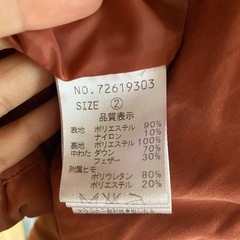 NO.72619303
SIZE ②
品質表示
表地 ポリエステル 90%
ナイロン 10%
裏地 ポリエステル 100%
中わた ダウン 70%
フェザー 30%
附属ヒモ
ポリウレタン 80%
ポリエステル 20%